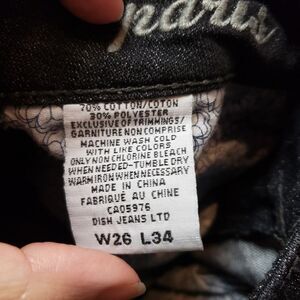 paris
70% COTTON/COTON
30% POLYESTER
EXCLUSIVE OF TRIMMINGS/
GARNITURE NON COMPRISE
MACHINE WASH COLD
WITH LIKE COLORS
ONLY NON CHLORINE BLEACH
WHEN NEEDED-TUMBLE DRY
WARM IRON WHEN NECESSARY
MADE IN CHINA
FABRIQUÉ AU CHINE
CA05976
DISH JEANS LTD
W26 L34